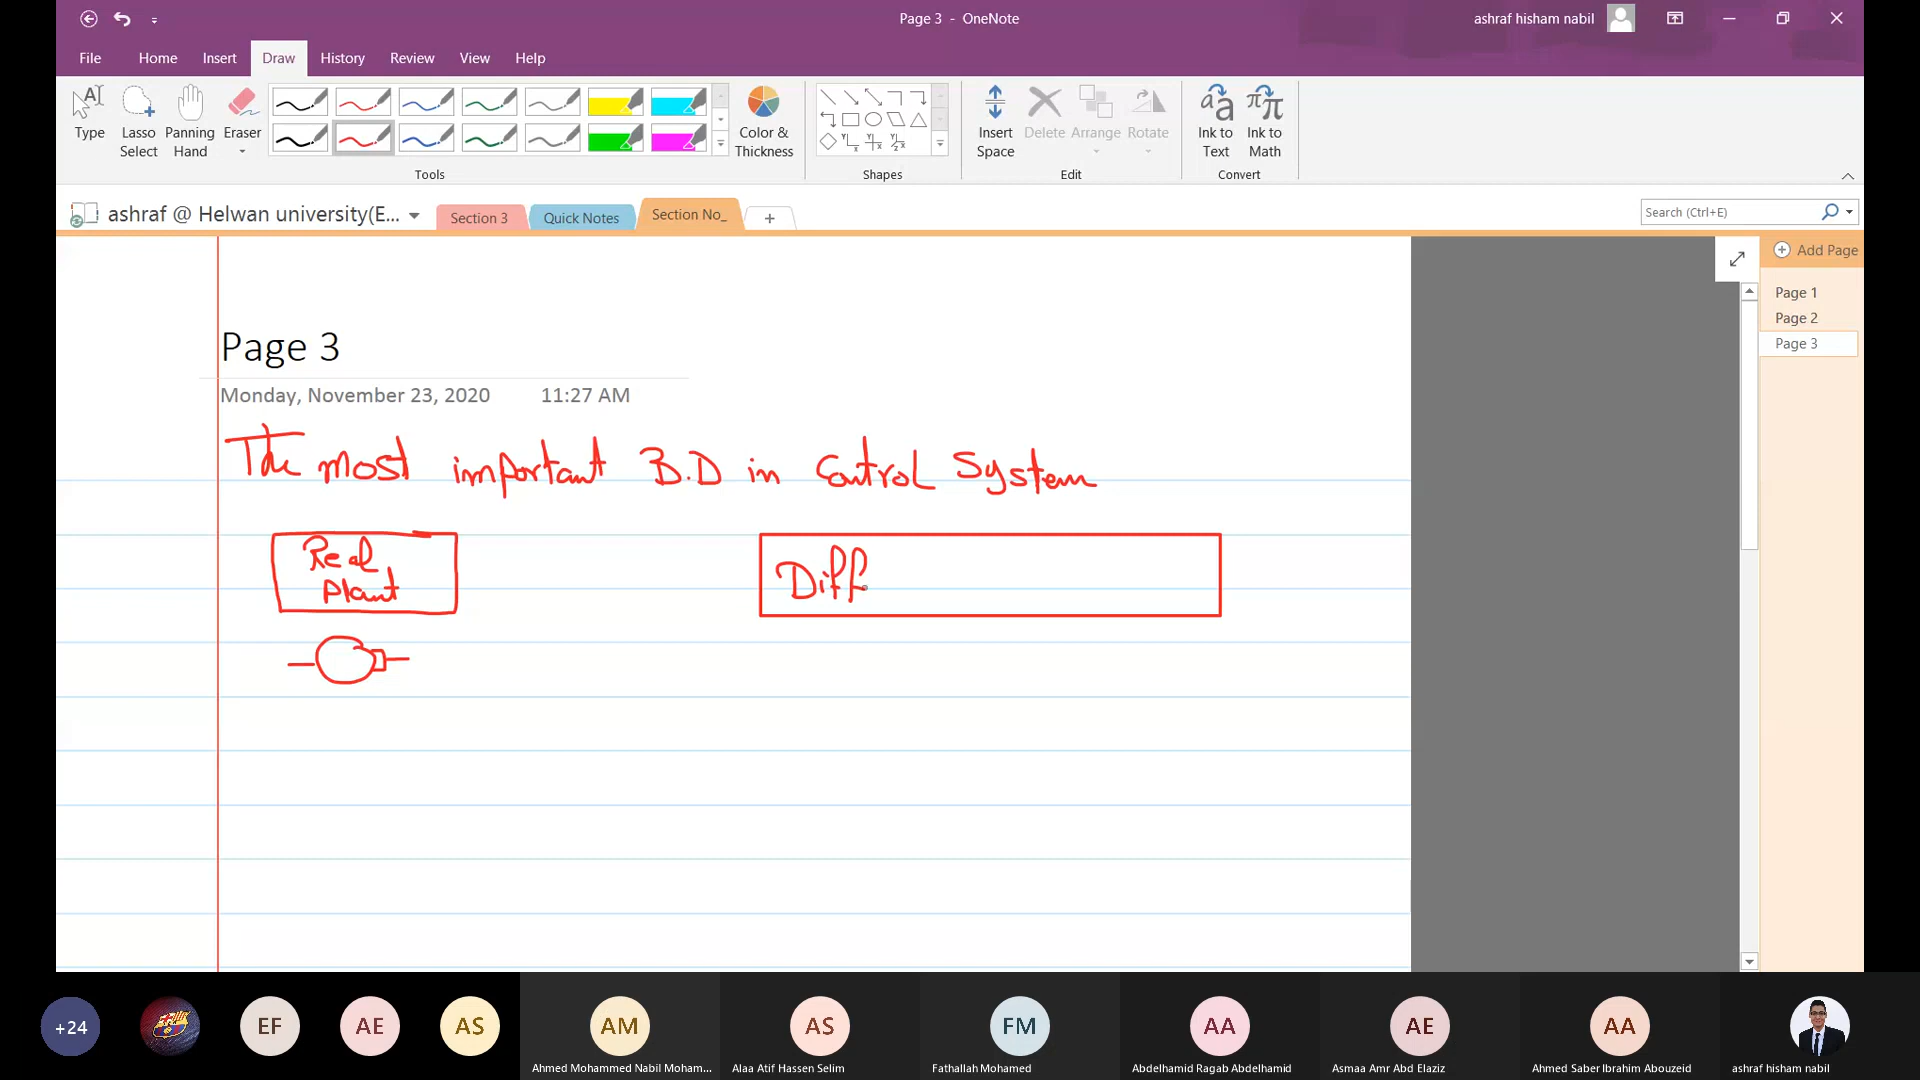 Page 3 - OneNote
ashraf hisham nabil
File Home Insert Draw History Review View Help
Type
Lasso Select
Panning Hand
Eraser
Color & Thickness
Insert Space
Delete
Arrange
Rotate
Ink to Text
Ink to Math
Tools Shapes Edit Convert
ashraf @ Helwan university(E... Section 3 Quick Notes Section No_ +
Search (Ctrl+E)
Add Page
Page 1
Page 2
Page 3
Page 3
Monday, November 23, 2020 11:27 AM
The most important B.D in Control System
Real
Plant
Diff
+24 EF AE AS AM AS FM AA AE AA
Ahmed Mohammed Nabil Moham... Alaa Atif Hassen Selim Fathallah Mohamed Abdelhamid Ragab Abdelhamid Asmaa Amr Abd Elaziz Ahmed Saber Ibrahim Abouzeid ashraf hisham nabil